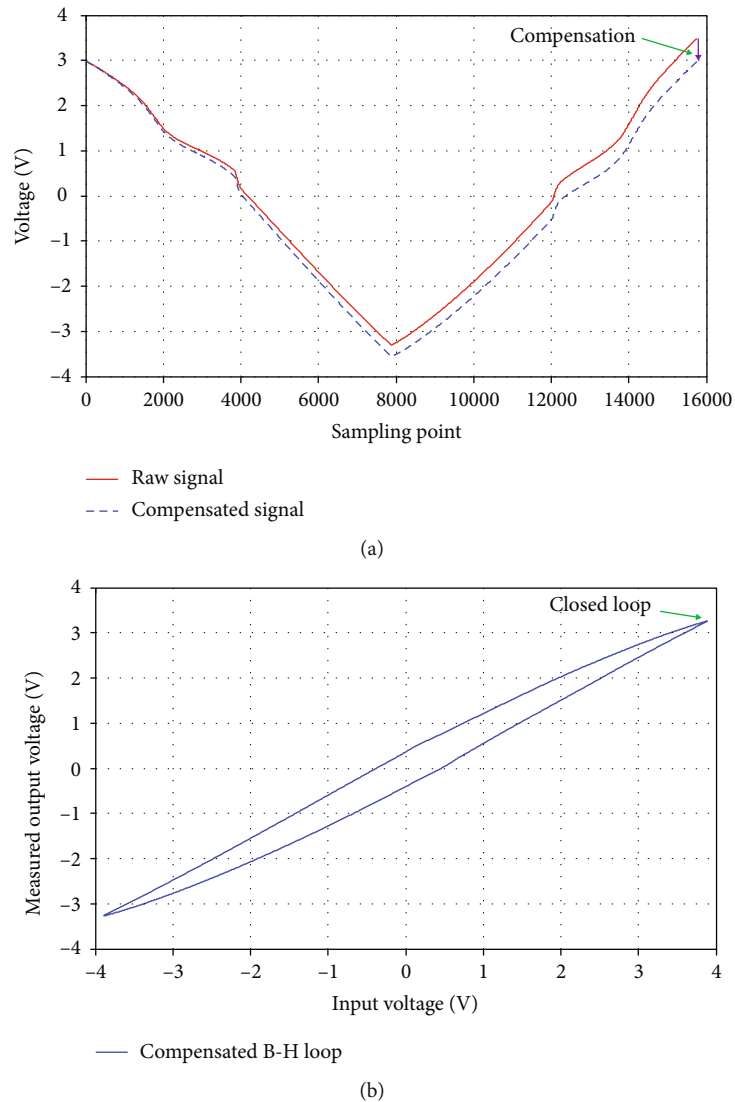 4
3
2
1
0
−1
−2
−3
−4
Voltage (V)
Compensation
0 2000 4000 6000 8000 10000 12000 14000 16000
Sampling point
Raw signal
Compensated signal
(a)
4
3
2
1
0
−1
−2
−3
−4
Measured output voltage (V)
Closed loop
−4 −3 −2 −1 0 1 2 3 4
Input voltage (V)
Compensated B-H loop
(b)